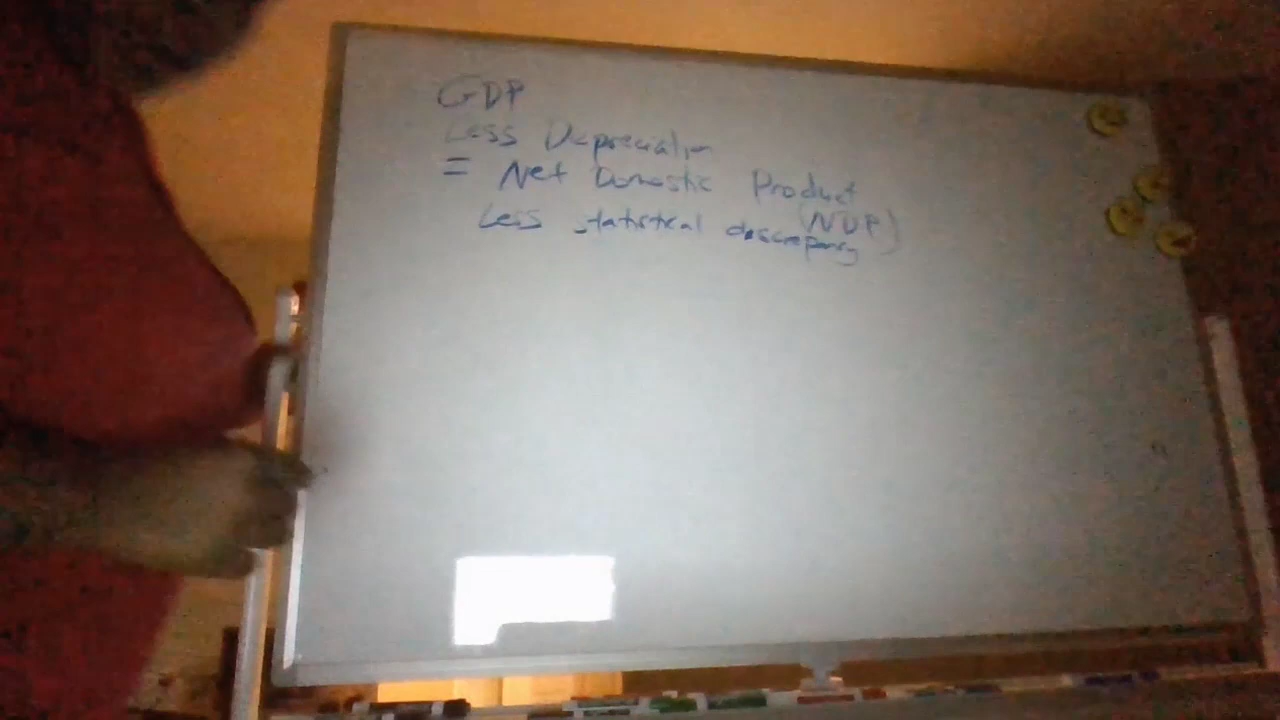 GDP
Less Depreciation
= Net Domestic Product
(NDP)
Less statistical discrepancy